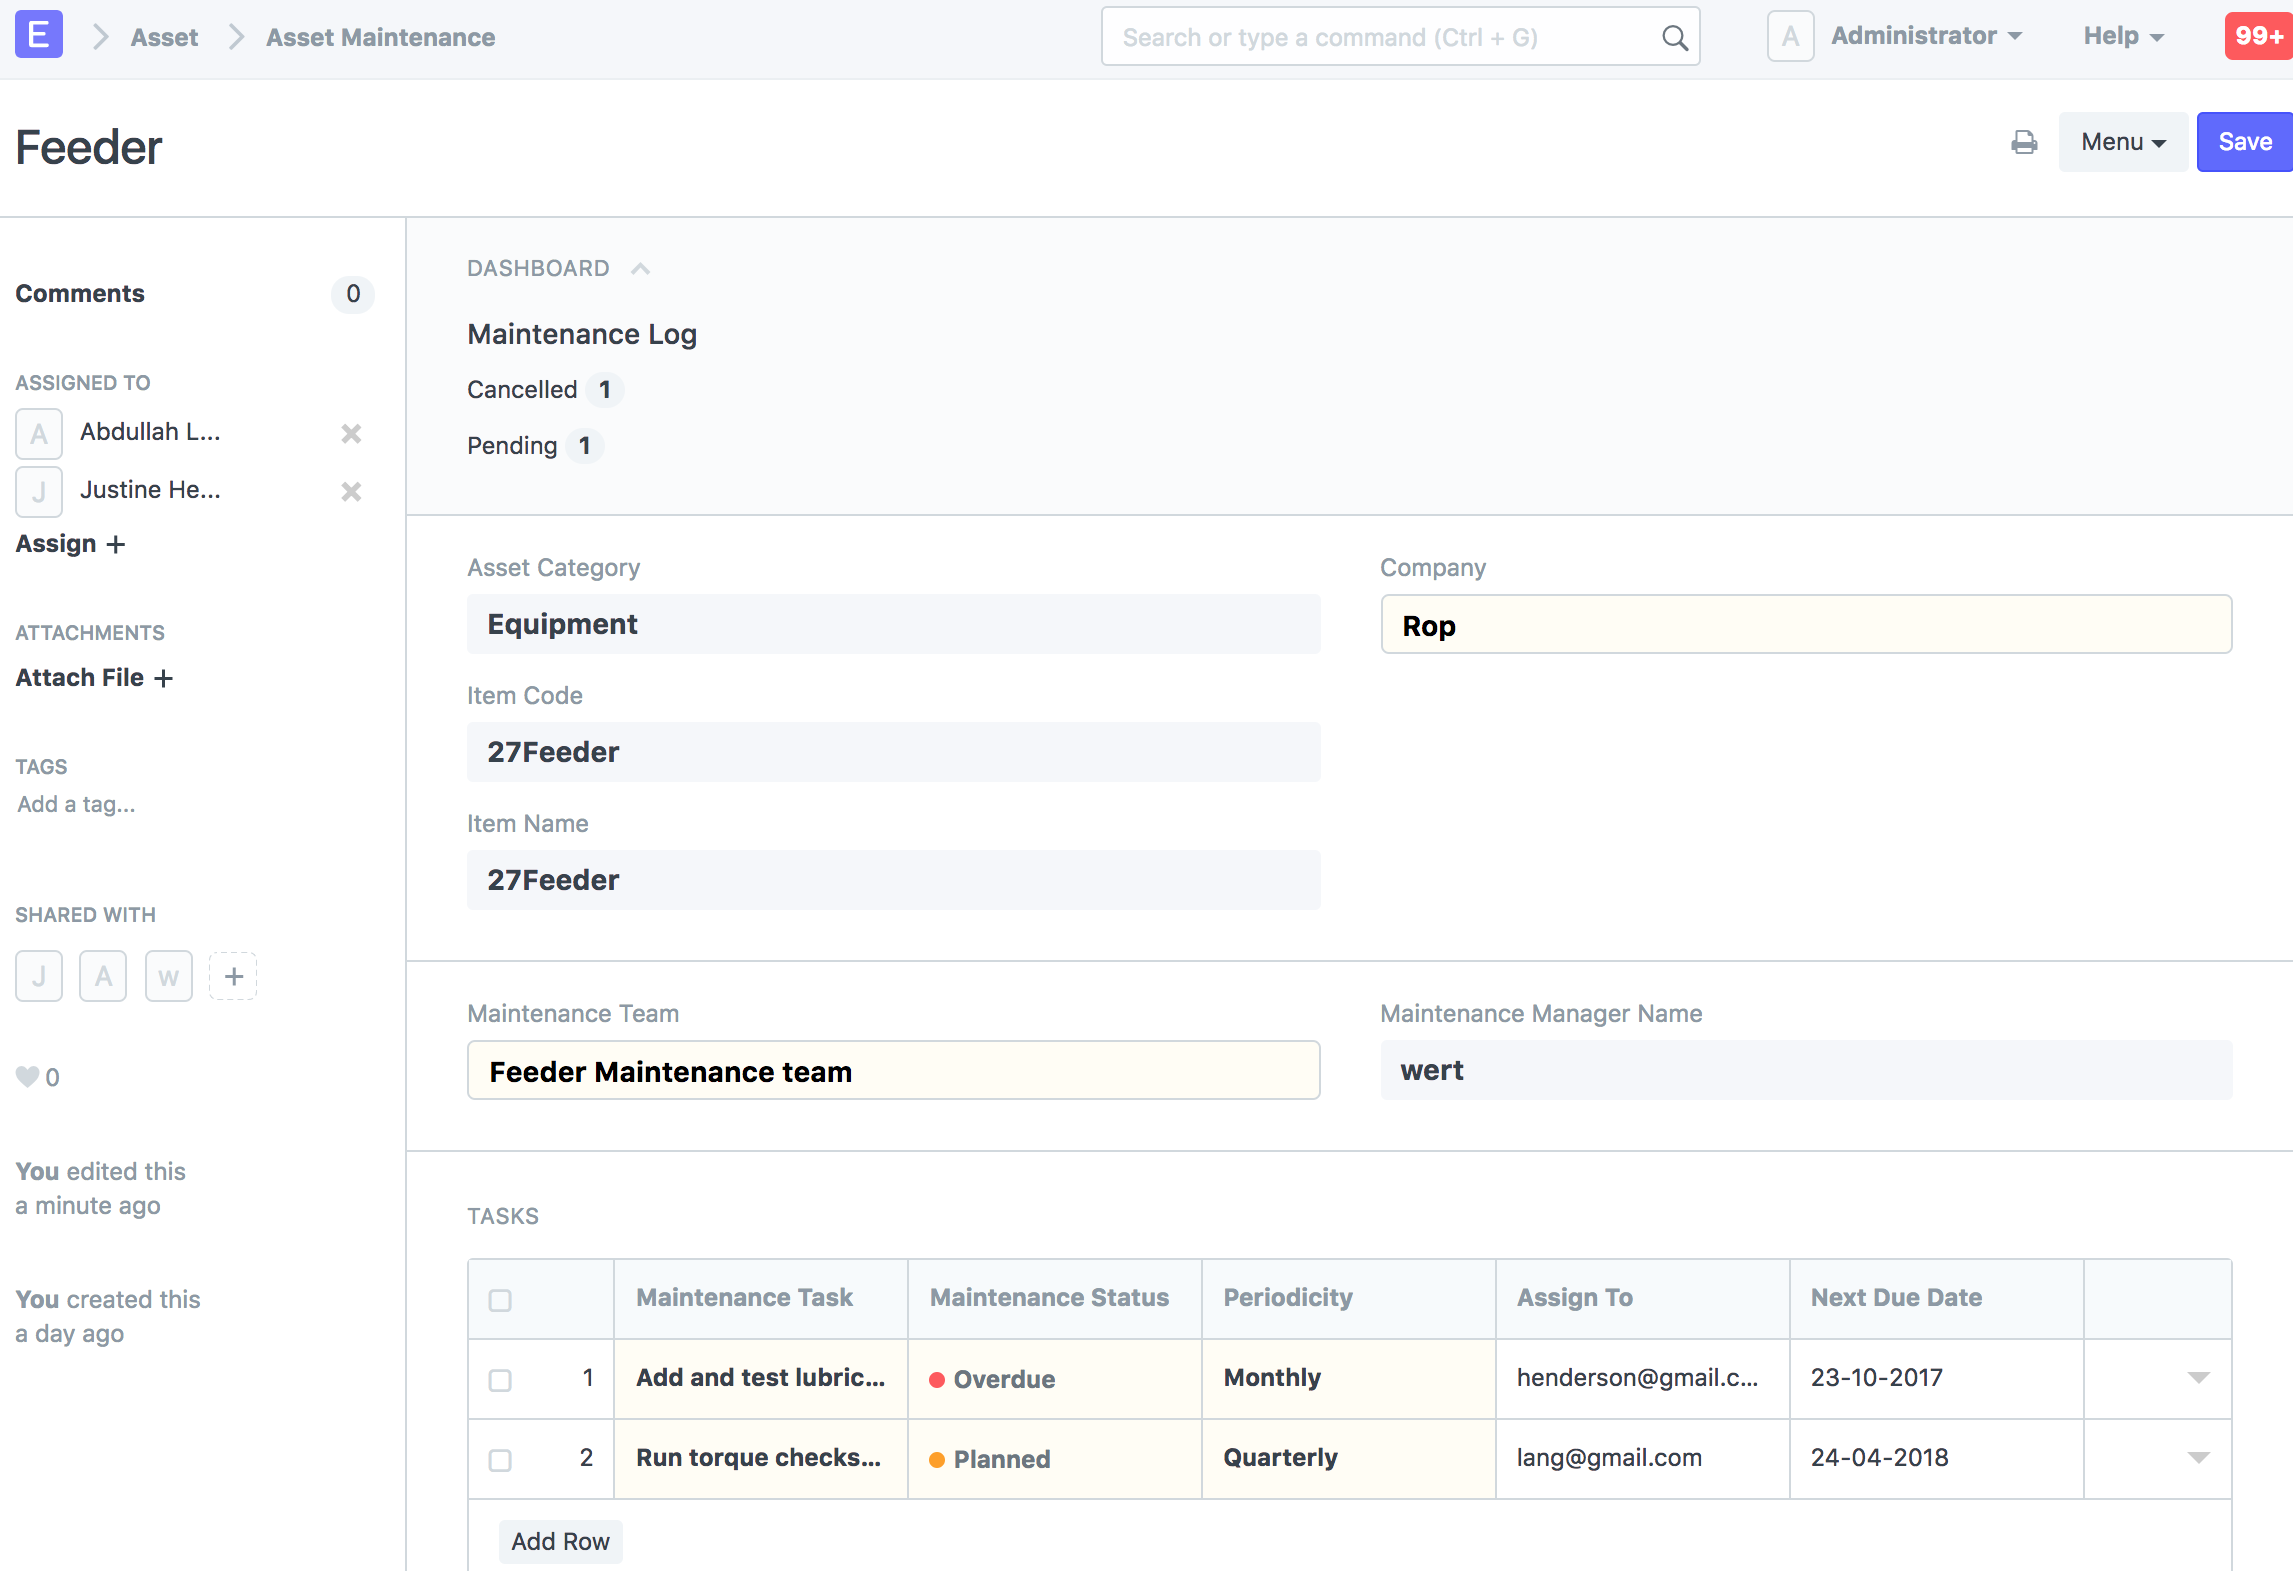 E Asset Asset Maintenance Search or type a command (Ctrl + G) A Administrator Help 99+
Feeder Menu Save
Comments 0
ASSIGNED TO
A Abdullah L...
J Justine He...
Assign +
ATTACHMENTS
Attach File +
TAGS
Add a tag...
SHARED WITH
J A w +
0
You edited this
a minute ago
You created this
a day ago
DASHBOARD
Maintenance Log
Cancelled 1
Pending 1
Asset Category
Equipment
Item Code
27Feeder
Item Name
27Feeder
Company
Rop
Maintenance Team
Feeder Maintenance team
Maintenance Manager Name
wert
TASKS
Maintenance Task Maintenance Status Periodicity Assign To Next Due Date
1 Add and test lubric... Overdue Monthly henderson@gmail.c... 23-10-2017
2 Run torque checks... Planned Quarterly lang@gmail.com 24-04-2018
Add Row